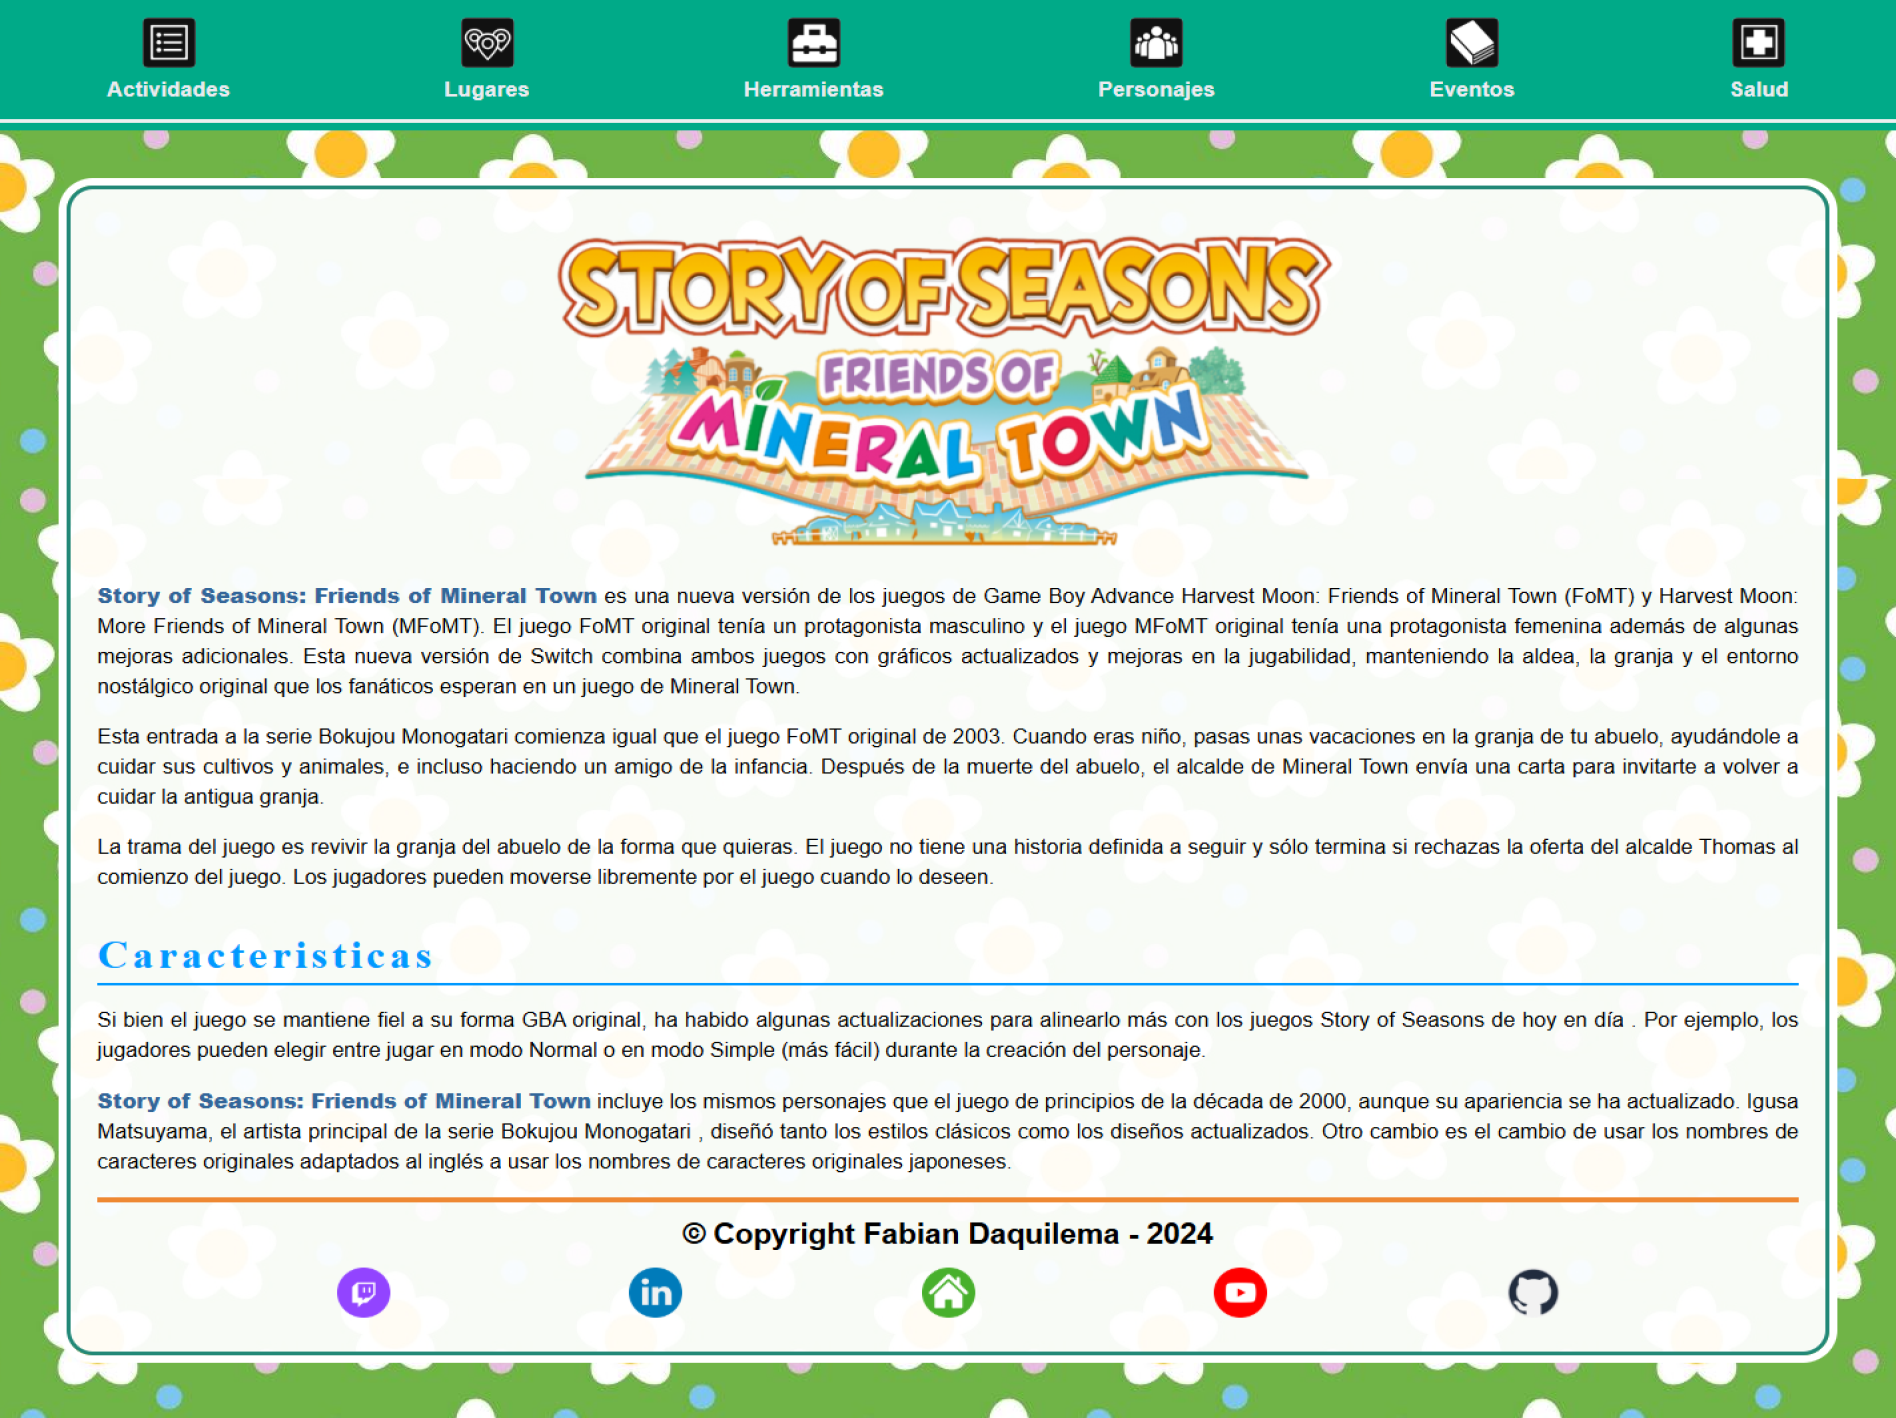 Actividades
Lugares
Herramientas
Personajes
Eventos
Salud
STORY OF SEASONS
FRIENDS OF
MINERAL TOWN
Story of Seasons: Friends of Mineral Town es una nueva versión de los juegos de Game Boy Advance Harvest Moon: Friends of Mineral Town (FoMT) y Harvest Moon:
More Friends of Mineral Town (MFoMT). El juego FoMT original tenía un protagonista masculino y el juego MFoMT original tenía una protagonista femenina además de algunas
mejoras adicionales. Esta nueva versión de Switch combina ambos juegos con gráficos actualizados y mejoras en la jugabilidad, manteniendo la aldea, la granja y el entorno
nostálgico original que los fanáticos esperan en un juego de Mineral Town.
Esta entrada a la serie Bokujou Monogatari comienza igual que el juego FoMT original de 2003. Cuando eras niño, pasas unas vacaciones en la granja de tu abuelo, ayudándole a
cuidar sus cultivos y animales, e incluso haciendo un amigo de la infancia. Después de la muerte del abuelo, el alcalde de Mineral Town envía una carta para invitarte a volver a
cuidar la antigua granja.
La trama del juego es revivir la granja del abuelo de la forma que quieras. El juego no tiene una historia definida a seguir y sólo termina si rechazas la oferta del alcalde Thomas al
comienzo del juego. Los jugadores pueden moverse libremente por el juego cuando lo deseen.
Caracteristicas
Si bien el juego se mantiene fiel a su forma GBA original, ha habido algunas actualizaciones para alinearlo más con los juegos Story of Seasons de hoy en día . Por ejemplo, los
jugadores pueden elegir entre jugar en modo Normal o en modo Simple (más fácil) durante la creación del personaje.
Story of Seasons: Friends of Mineral Town incluye los mismos personajes que el juego de principios de la década de 2000, aunque su apariencia se ha actualizado. Igusa
Matsuyama, el artista principal de la serie Bokujou Monogatari , diseñó tanto los estilos clásicos como los diseños actualizados. Otro cambio es el cambio de usar los nombres de
caracteres originales adaptados al inglés a usar los nombres de caracteres originales japoneses.
© Copyright Fabian Daquilema - 2024
in